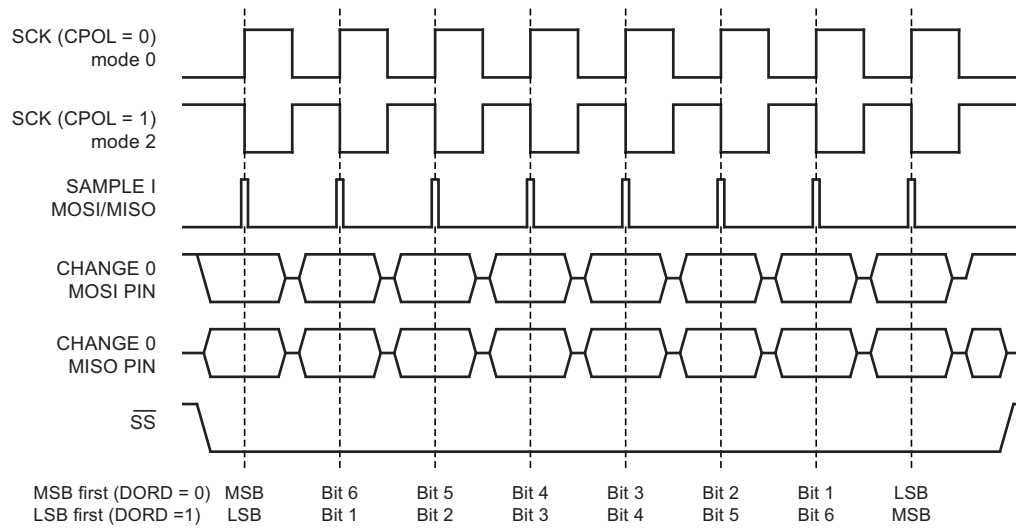 SCK (CPOL = 0)
mode 0
SCK (CPOL = 1)
mode 2
SAMPLE I
MOSI/MISO
CHANGE 0
MOSI PIN
CHANGE 0
MISO PIN
SS
MSB first (DORD = 0) MSB Bit 6 Bit 5 Bit 4 Bit 3 Bit 2 Bit 1 LSB
LSB first (DORD =1) LSB Bit 1 Bit 2 Bit 3 Bit 4 Bit 5 Bit 6 MSB